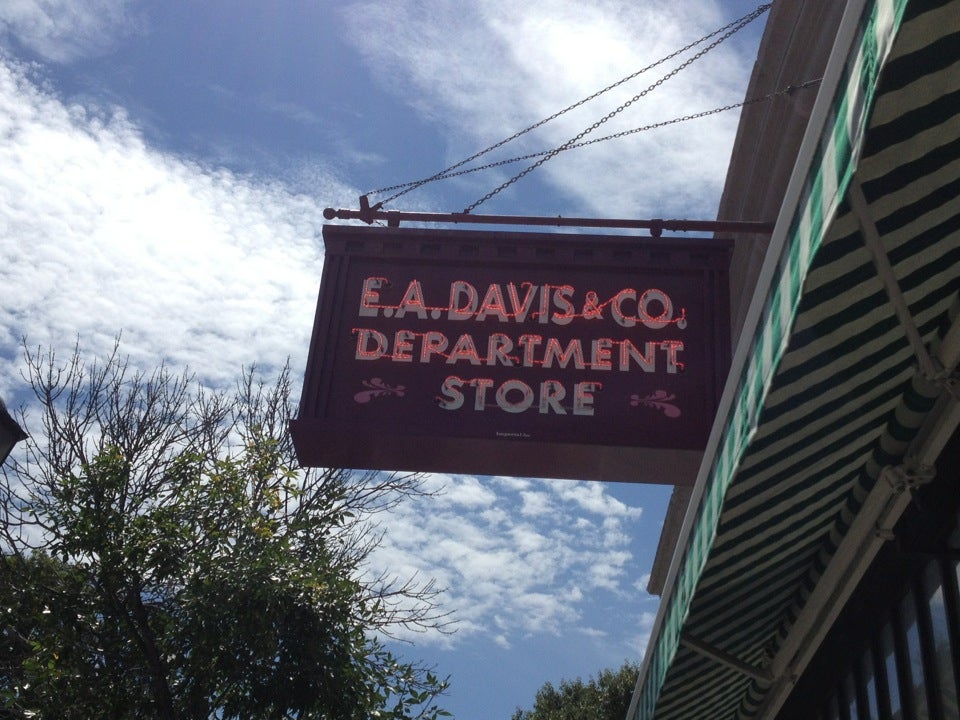 E.A. DAVIS & CO.
DEPARTMENT
STORE